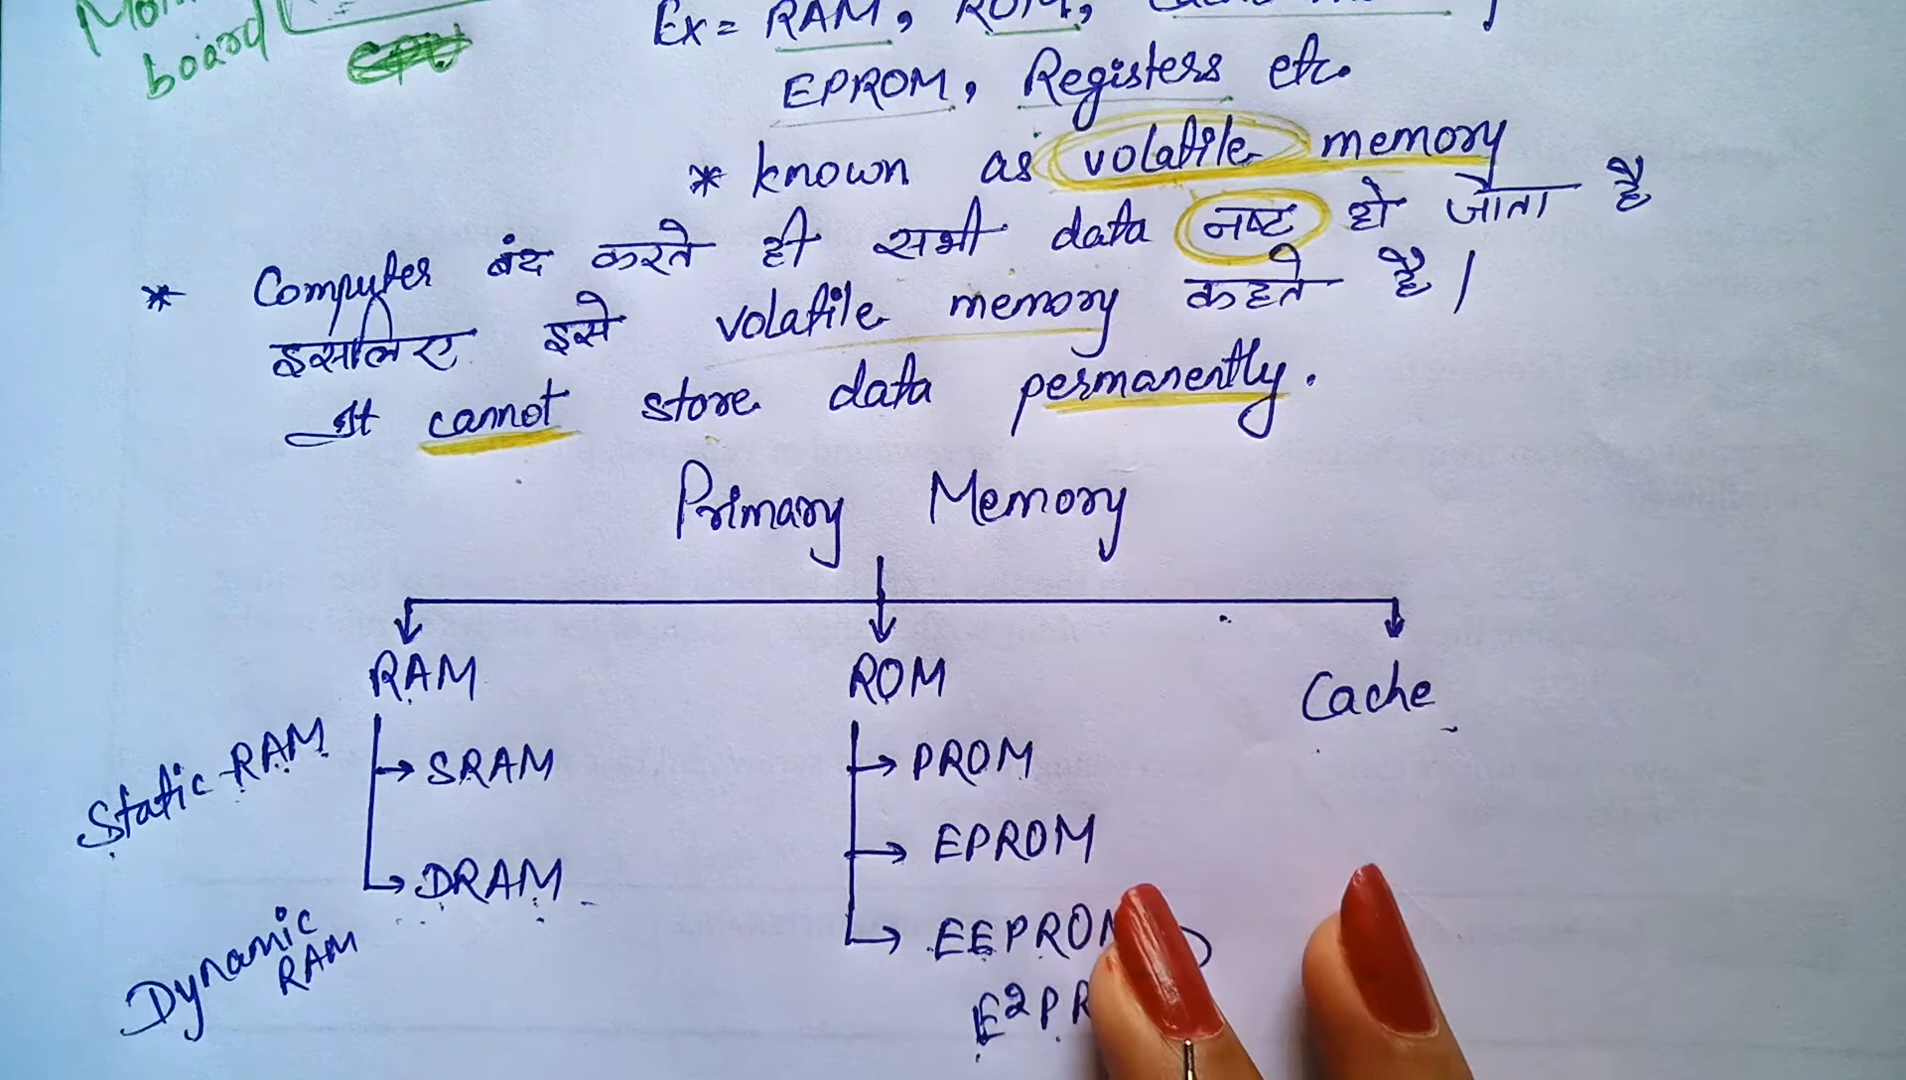 board
Ex = RAM, ROM,
EPROM, Registers etc.
* known as volatile memory
* Computer बंद करते ही सभी data नष्ट हो जाता है
इसलिए इसे volatile memory कहते है।
It cannot store data permanently.
Primary Memory
RAM ROM Cache
Static RAM
SRAM
DRAM
Dynamic RAM
PROM
EPROM
EEPROM
E²PR